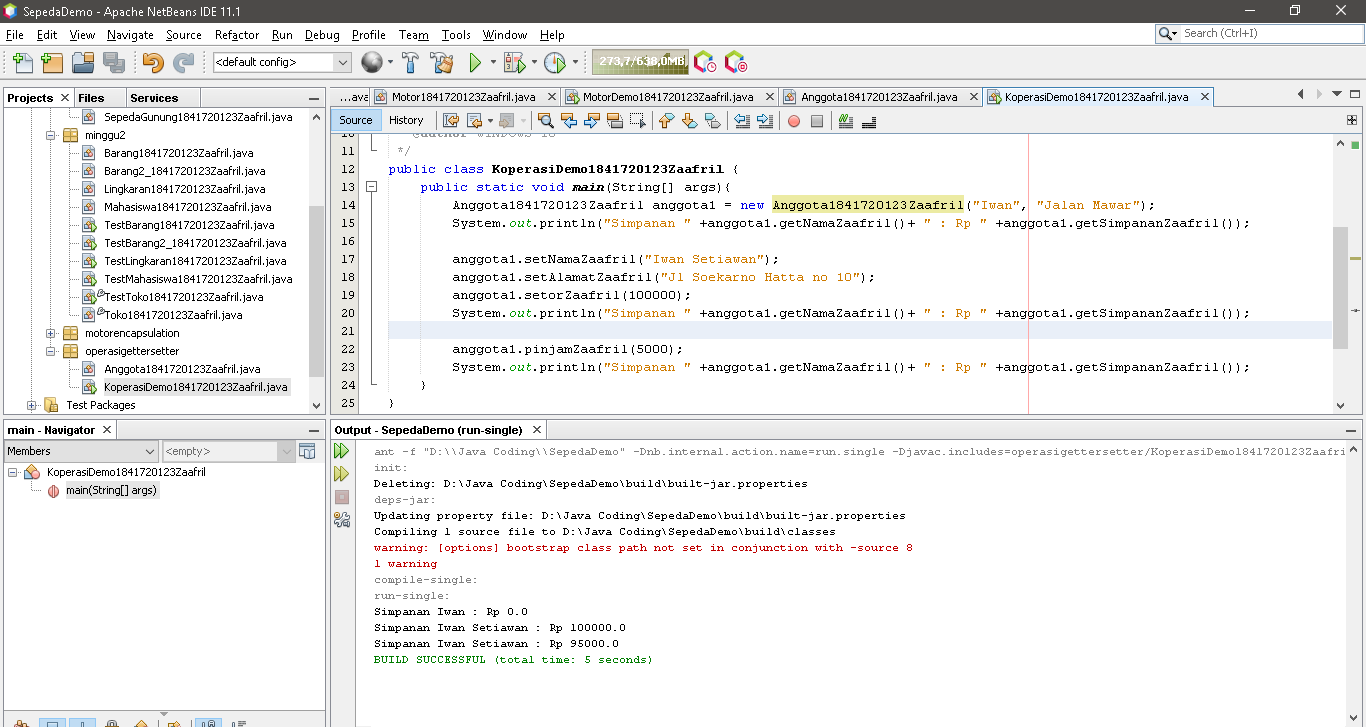 SepedaDemo - Apache NetBeans IDE 11.1
File Edit View Navigate Source Refactor Run Debug Profile Team Tools Window Help
Search (Ctrl+I)
<default config>
273,7/638,0MB
Projects Files Services
SepedaGunung1841720123Zaafril.java
minggu2
Barang1841720123Zaafril.java
Barang2_1841720123Zaafril.java
Lingkaran1841720123Zaafril.java
Mahasiswa1841720123Zaafril.java
TestBarang1841720123Zaafril.java
TestBarang2_1841720123Zaafril.java
TestLingkaran1841720123Zaafril.java
TestMahasiswa1841720123Zaafril.java
TestToko1841720123Zaafril.java
Toko1841720123Zaafril.java
motorencapsulation
operasigettersetter
Anggota1841720123Zaafril.java
KoperasiDemo1841720123Zaafril.java
Test Packages
main - Navigator
Members
<empty>
KoperasiDemo1841720123Zaafril
main(String[] args)
...ava Motor1841720123Zaafril.java MotorDemo1841720123Zaafril.java Anggota1841720123Zaafril.java KoperasiDemo1841720123Zaafril.java
Source History
10 @author WINDOWS 10
11 */
12 public class KoperasiDemo1841720123Zaafril {
13 public static void main(String[] args){
14 Anggota1841720123Zaafril anggota1 = new Anggota1841720123Zaafril("Iwan", "Jalan Mawar");
15 System.out.println("Simpanan " +anggota1.getNamaZaafril()+ " : Rp " +anggota1.getSimpananZaafril());
16
17 anggota1.setNamaZaafril("Iwan Setiawan");
18 anggota1.setAlamatZaafril("Jl Soekarno Hatta no 10");
19 anggota1.setorZaafril(100000);
20 System.out.println("Simpanan " +anggota1.getNamaZaafril()+ " : Rp " +anggota1.getSimpananZaafril());
21
22 anggota1.pinjamZaafril(5000);
23 System.out.println("Simpanan " +anggota1.getNamaZaafril()+ " : Rp " +anggota1.getSimpananZaafril());
24 }
25 }
Output - SepedaDemo (run-single)
ant -f "D:\\Java Coding\\SepedaDemo" -Dnb.internal.action.name=run.single -Djavac.includes=operasigettersetter/KoperasiDemo1841720123Zaafri
init:
Deleting: D:\Java Coding\SepedaDemo\build\built-jar.properties
deps-jar:
Updating property file: D:\Java Coding\SepedaDemo\build\built-jar.properties
Compiling 1 source file to D:\Java Coding\SepedaDemo\build\classes
warning: [options] bootstrap class path not set in conjunction with -source 8
1 warning
compile-single:
run-single:
Simpanan Iwan : Rp 0.0
Simpanan Iwan Setiawan : Rp 100000.0
Simpanan Iwan Setiawan : Rp 95000.0
BUILD SUCCESSFUL (total time: 5 seconds)